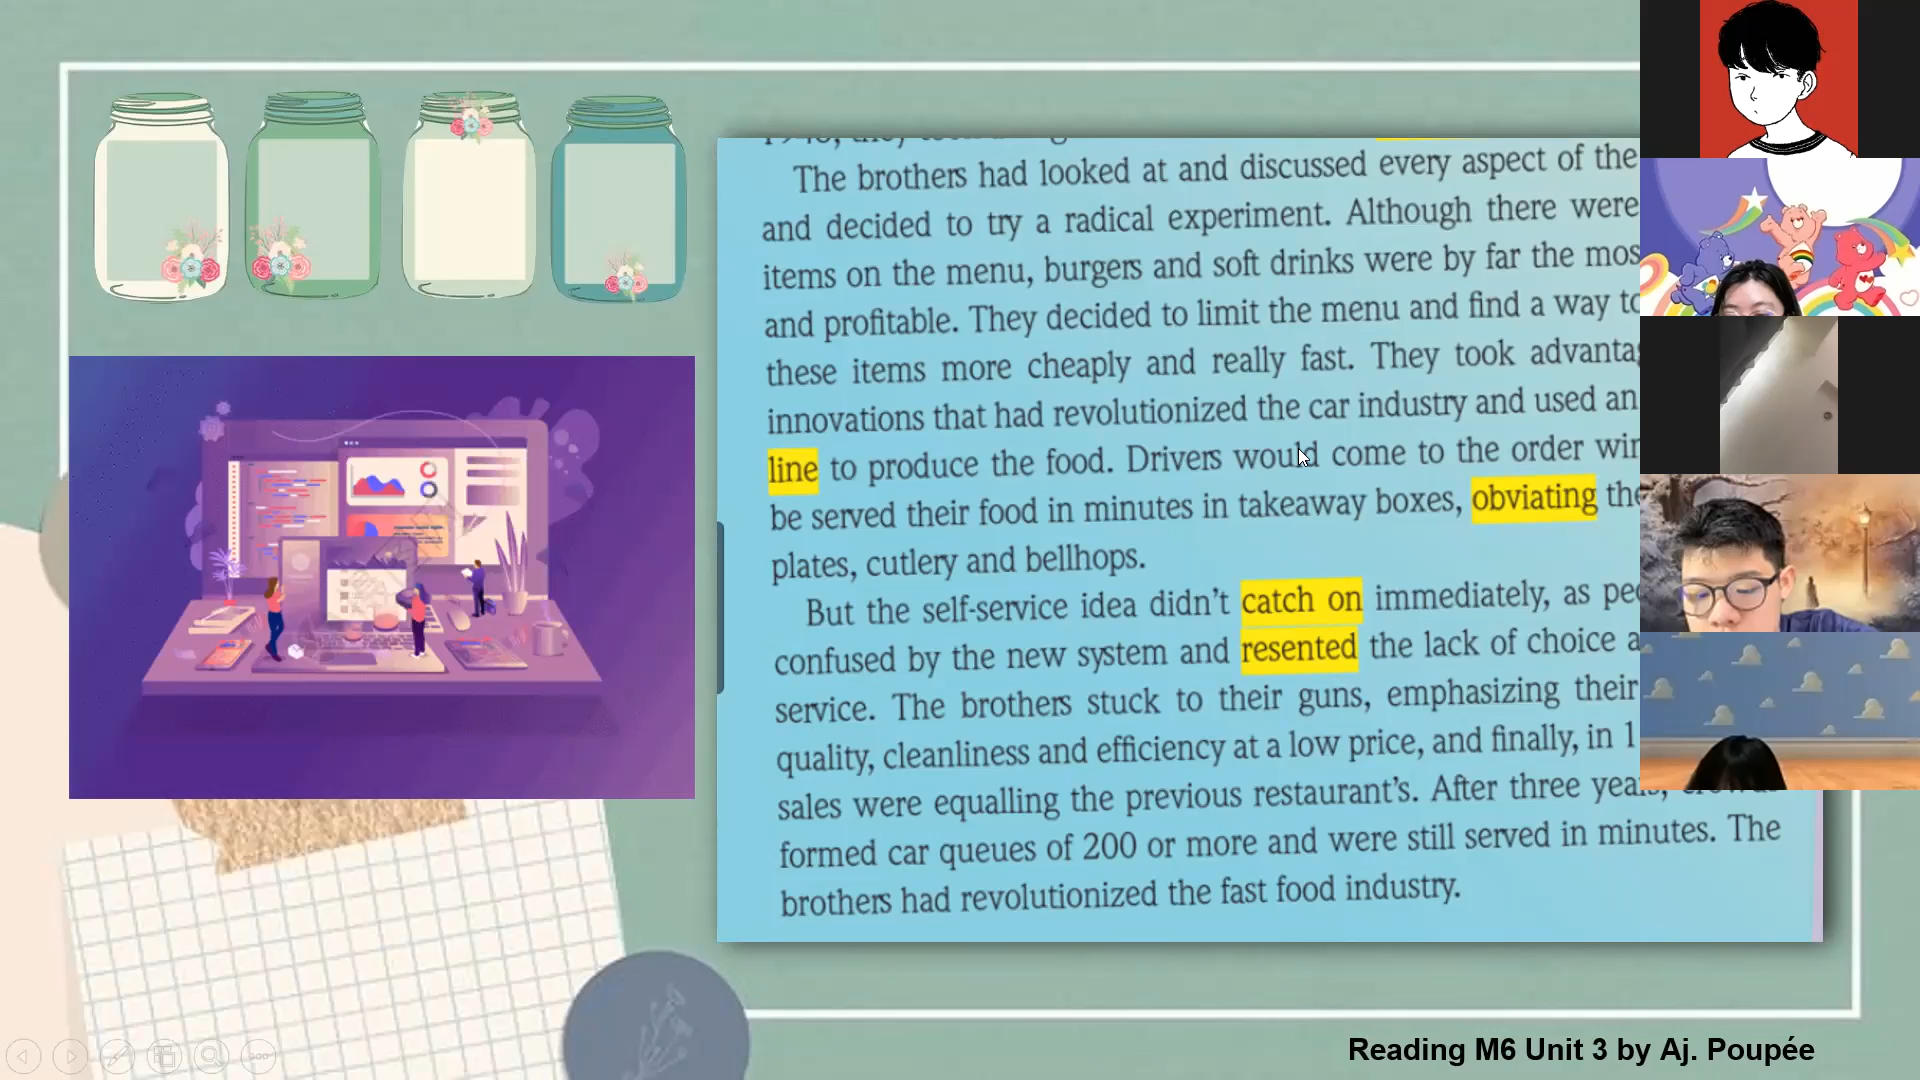 The brothers had looked at and discussed every aspect of the
and decided to try a radical experiment. Although there were
items on the menu, burgers and soft drinks were by far the mos
and profitable. They decided to limit the menu and find a way to
these items more cheaply and really fast. They took advanta
innovations that had revolutionized the car industry and used an
line to produce the food. Drivers would come to the order wir
be served their food in minutes in takeaway boxes, obviating the
plates, cutlery and bellhops.
But the self-service idea didn't catch on immediately, as peo
confused by the new system and resented the lack of choice a
service. The brothers stuck to their guns, emphasizing their
quality, cleanliness and efficiency at a low price, and finally, in 1
sales were equalling the previous restaurant's. After three
formed car queues of 200 or more and were still served in minutes. The
brothers had revolutionized the fast food industry.
Reading M6 Unit 3 by Aj. Poupée